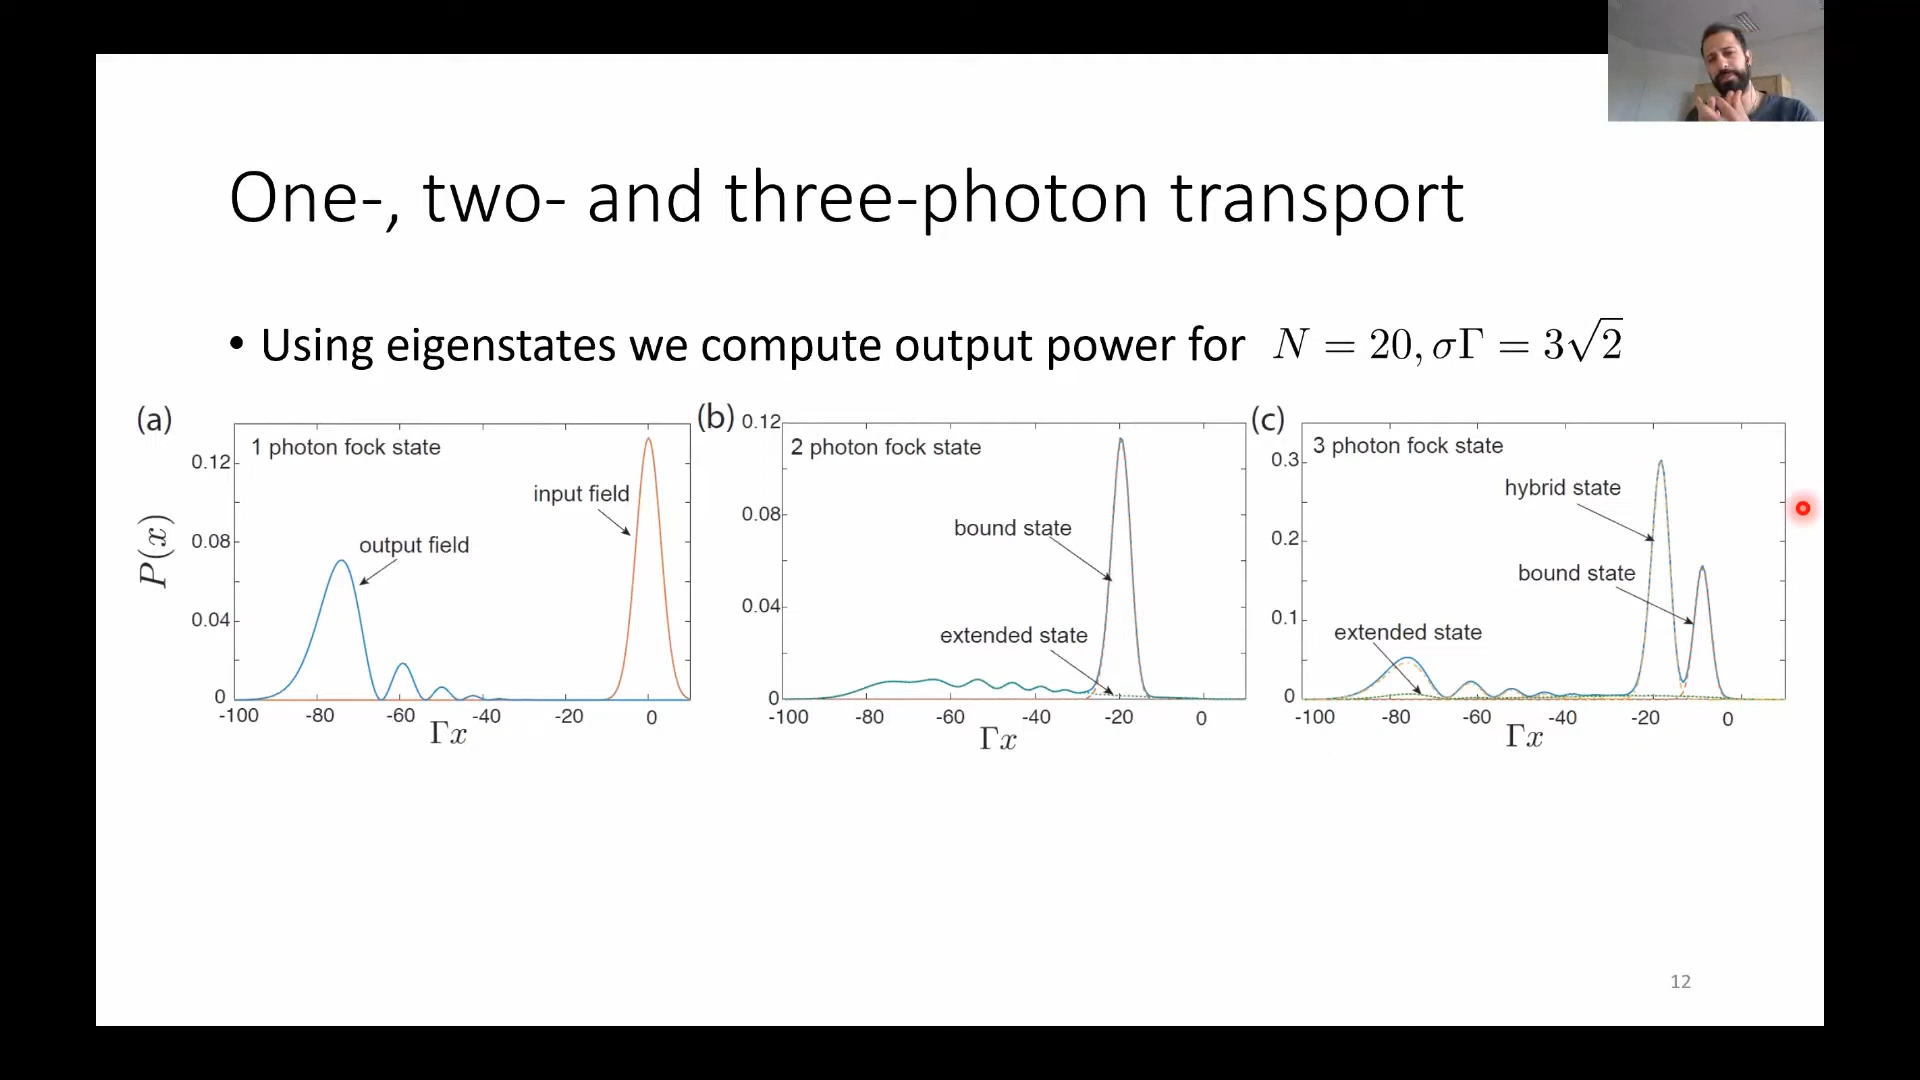 One-, two- and three-photon transport
• Using eigenstates we compute output power for N = 20, σΓ = 3√2
(a)
1 photon fock state
input field
output field
P(x)
0.12
0.08
0.04
0
-100 -80 -60 -40 -20 0
Γx
(b)
2 photon fock state
bound state
extended state
0.12
0.08
0.04
0
-100 -80 -60 -40 -20 0
Γx
(c)
3 photon fock state
hybrid state
bound state
extended state
0.3
0.2
0.1
0
-100 -80 -60 -40 -20 0
Γx
12